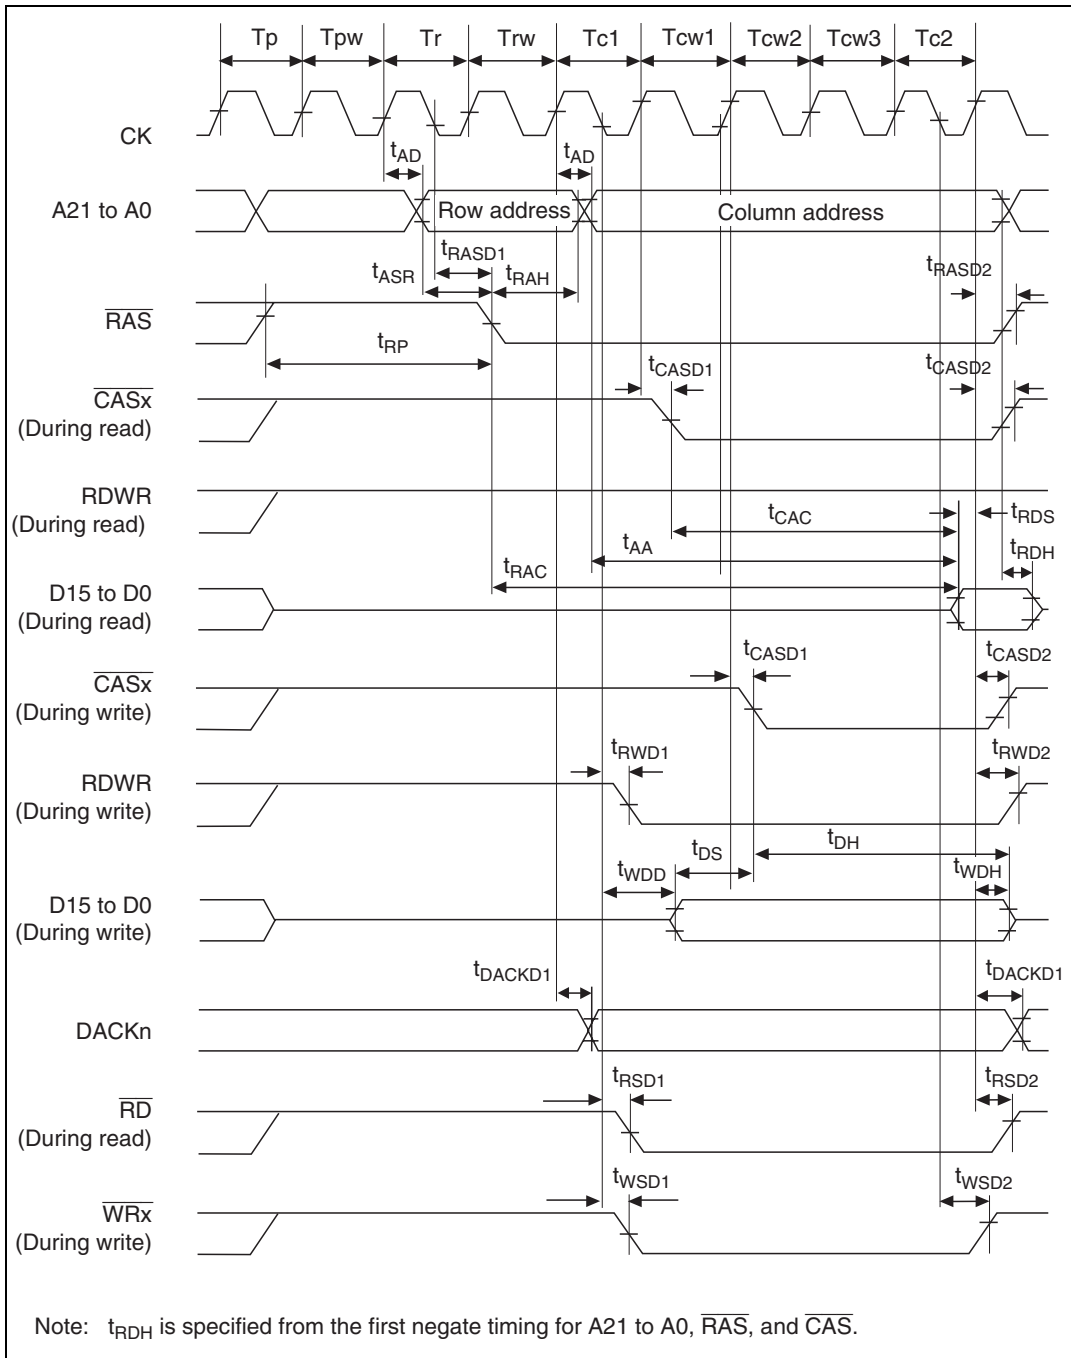 Tp Tpw Tr Trw Tc1 Tcw1 Tcw2 Tcw3 Tc2
CK
tAD tAD
A21 to A0 Row address Column address
tRASD1 tRASD2
tASR tRAH
RAS
tRP
tCASD1 tCASD2
CASx
(During read)
RDWR
(During read)
tCAC tRDS
tAA tRDH
tRAC
D15 to D0
(During read)
tCASD1 tCASD2
CASx
(During write)
tRWD1 tRWD2
RDWR
(During write)
tDS tDH
tWDD tWDH
D15 to D0
(During write)
tDACKD1 tDACKD1
DACKn
tRSD1 tRSD2
RD
(During read)
tWSD1 tWSD2
WRx
(During write)
Note: tRDH is specified from the first negate timing for A21 to A0, RAS, and CAS.